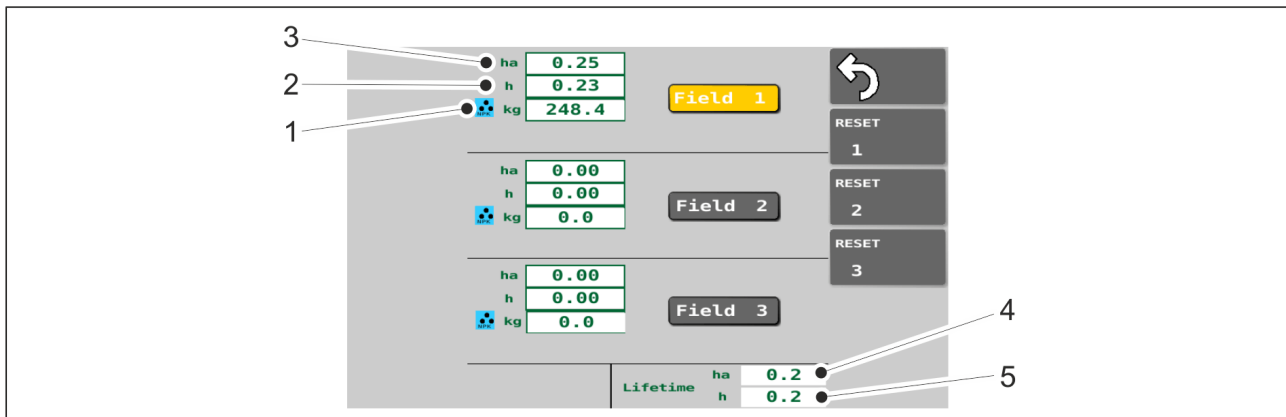 3
ha 0.25
2
h 0.23
1
NPK kg 248.4
Field 1
RESET
1
ha 0.00
h 0.00
NPK kg 0.0
Field 2
RESET
2
ha 0.00
h 0.00
NPK kg 0.0
Field 3
RESET
3
Lifetime
ha 0.2
4
h 0.2
5